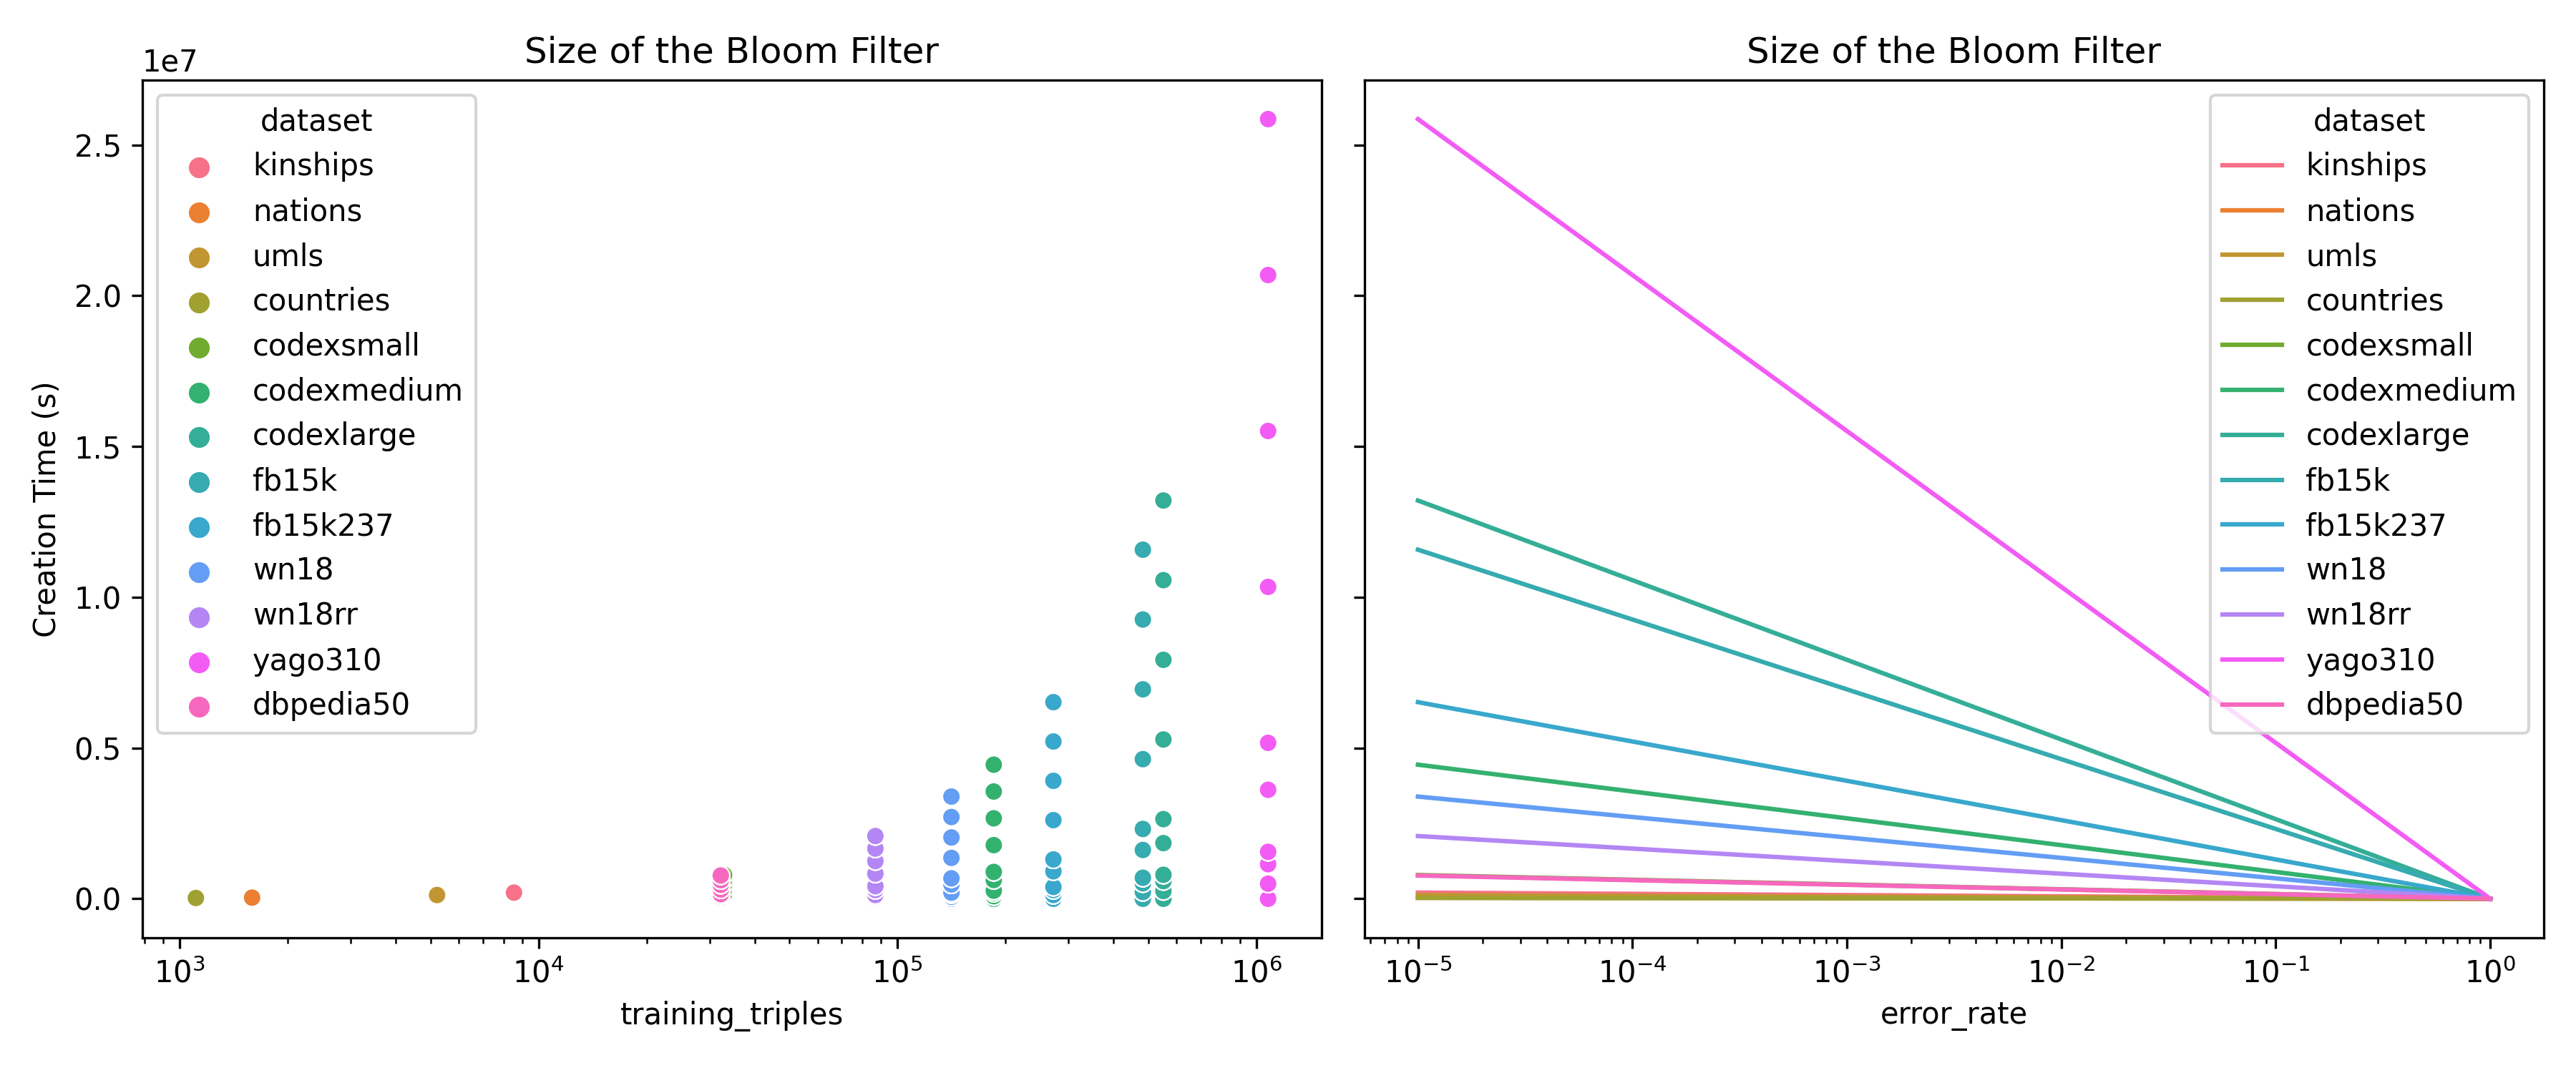 Size of the Bloom Filter
1e7
2.5
2.0
1.5
1.0
0.5
0.0
Creation Time (s)
dataset
kinships
nations
umls
countries
codexsmall
codexmedium
codexlarge
fb15k
fb15k237
wn18
wn18rr
yago310
dbpedia50
10³
10⁴
10⁵
10⁶
training_triples
Size of the Bloom Filter
dataset
kinships
nations
umls
countries
codexsmall
codexmedium
codexlarge
fb15k
fb15k237
wn18
wn18rr
yago310
dbpedia50
10⁻⁵
10⁻⁴
10⁻³
10⁻²
10⁻¹
10⁰
error_rate